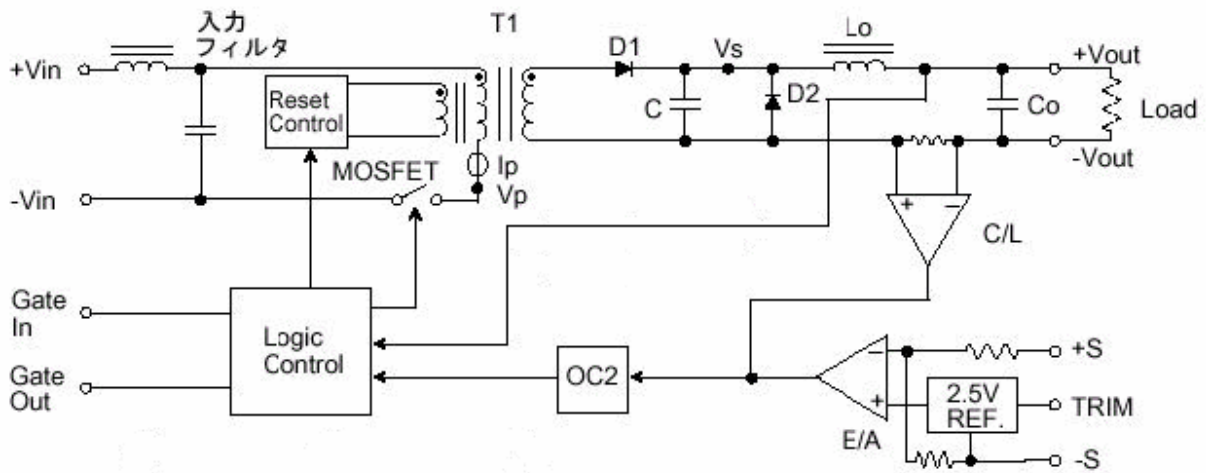 入力
フィルタ
T1
D1
Vs
Lo
+Vout
+Vin
Reset
Control
C
D2
Co
Load
MOSFET
Ip
Vp
-Vout
-Vin
+
−
C/L
Gate
In
Logic
Control
Gate
Out
OC2
−
+
E/A
+S
2.5V
REF.
TRIM
-S